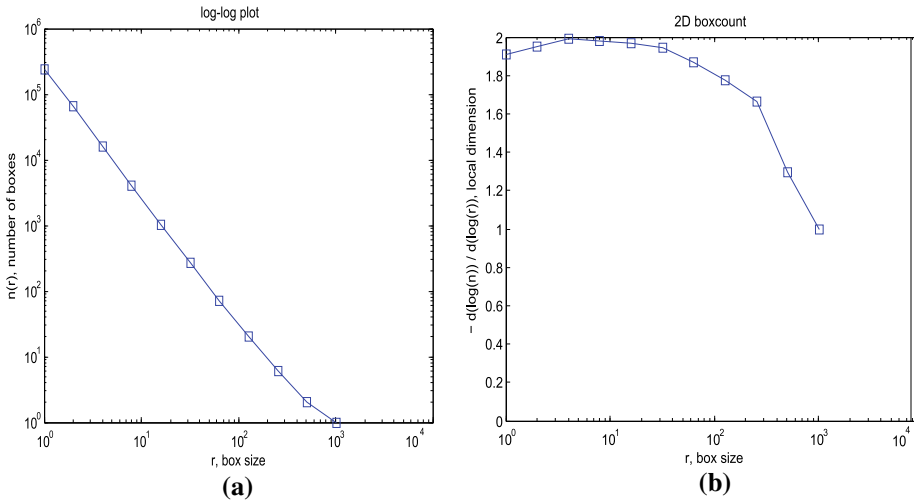 log-log plot
10^6
10^5
10^4
10^3
10^2
10^1
10^0
n(r), number of boxes
10^0 10^1 10^2 10^3 10^4
r, box size
(a)
2D boxcount
2
1.8
1.6
1.4
1.2
1
0.8
0.6
0.4
0.2
0
− d(log(n)) / d(log(r)), local dimension
10^0 10^1 10^2 10^3 10^4
r, box size
(b)